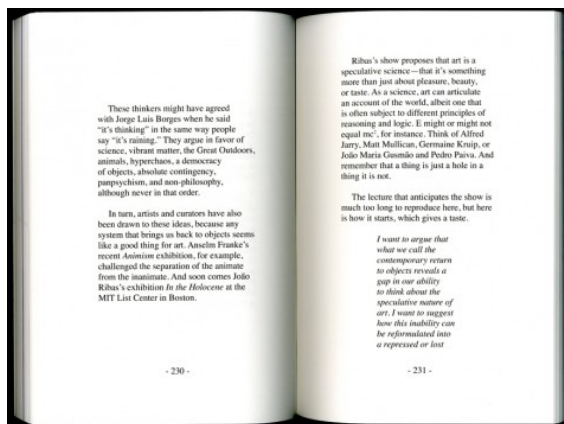 These thinkers might have agreed
with Jorge Luis Borges when he said
“it’s thinking” in the same way people
say “it’s raining.” They argue in favor of
science, vibrant matter, the Great Outdoors,
animals, hyperchaos, a democracy
of objects, absolute contingency,
panpsychism, and non-philosophy,
although never in that order.
In turn, artists and curators have also
been drawn to these ideas, because any
system that brings us back to objects seems
like a good thing for art. Anselm Franke’s
recent Animism exhibition, for example,
challenged the separation of the animate
from the inanimate. And soon comes João
Ribas’s exhibition In the Holocene at the
MIT List Center in Boston.
- 230 -
Ribas’s show proposes that art is a
speculative science—that it’s something
more than just about pleasure, beauty,
or taste. As a science, art can articulate
an account of the world, albeit one that
is often subject to different principles of
reasoning and logic. E might or might not
equal mc², for instance. Think of Alfred
Jarry, Matt Mullican, Germaine Kruip, or
João Maria Gusmão and Pedro Paiva. And
remember that a thing is just a hole in a
thing it is not.
The lecture that anticipates the show is
much too long to reproduce here, but here
is how it starts, which gives a taste.
I want to argue that
what we call the
contemporary return
to objects reveals a
gap in our ability
to think about the
speculative nature of
art. I want to suggest
how this inability can
be reformulated into
a repressed or lost
- 231 -